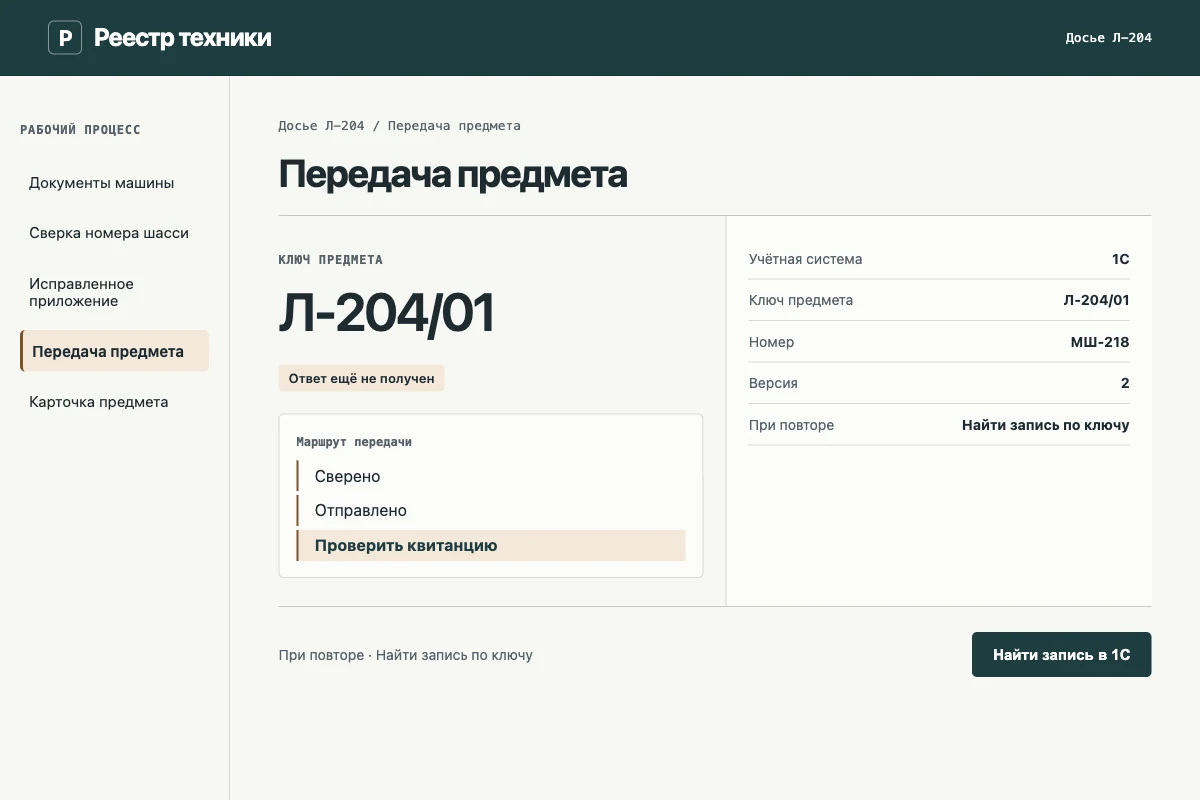 Р Реестр техники
Досье Л–204
РАБОЧИЙ ПРОЦЕСС
Документы машины
Сверка номера шасси
Исправленное
приложение
Передача предмета
Карточка предмета
Досье Л–204 / Передача предмета
Передача предмета
КЛЮЧ ПРЕДМЕТА
Л-204/01
Ответ ещё не получен
Маршрут передачи
Сверено
Отправлено
Проверить квитанцию
Учётная система 1С
Ключ предмета Л-204/01
Номер МШ-218
Версия 2
При повторе Найти запись по ключу
При повторе · Найти запись по ключу
Найти запись в 1С